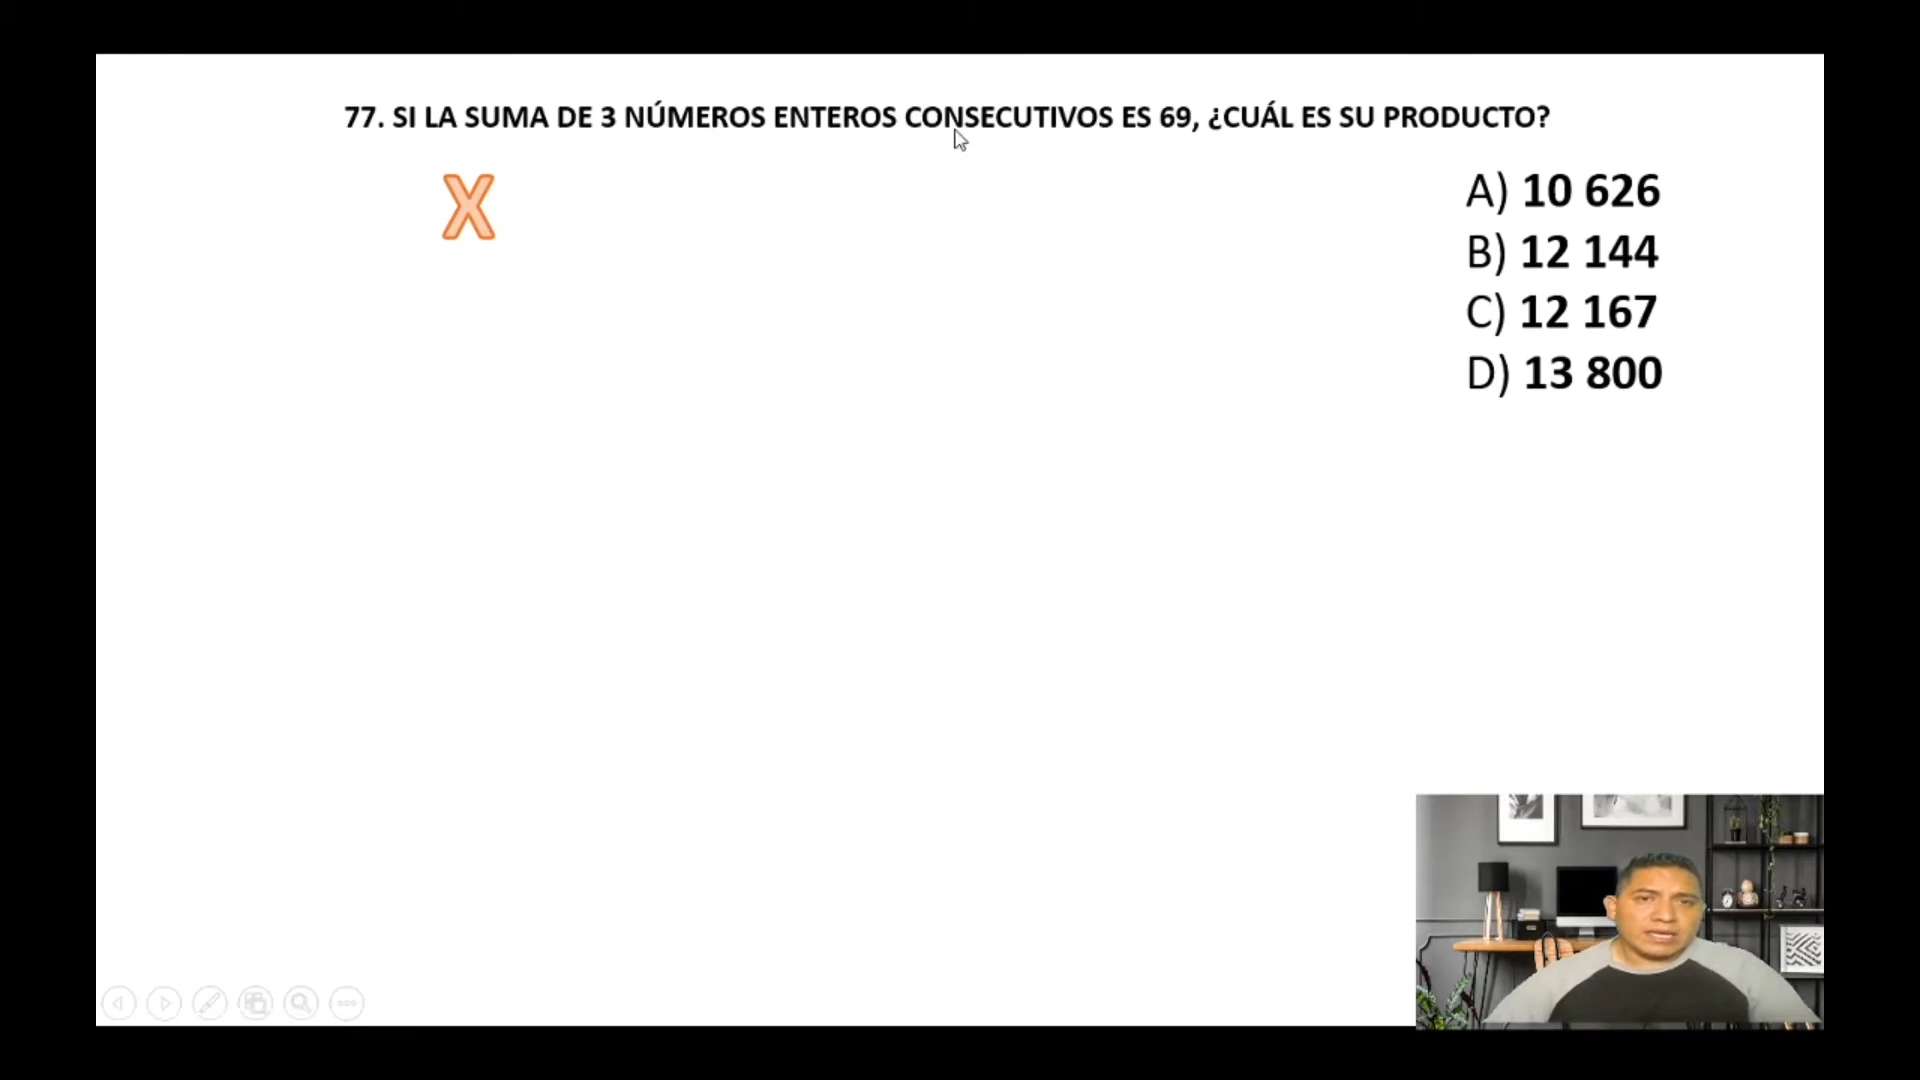 77. SI LA SUMA DE 3 NÚMEROS ENTEROS CONSECUTIVOS ES 69, ¿CUÁL ES SU PRODUCTO?
X
A) 10 626
B) 12 144
C) 12 167
D) 13 800